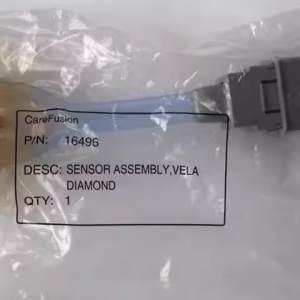 CareFusion
P/N: 16496
DESC: SENSOR ASSEMBLY,VELA
DIAMOND
QTY: 1